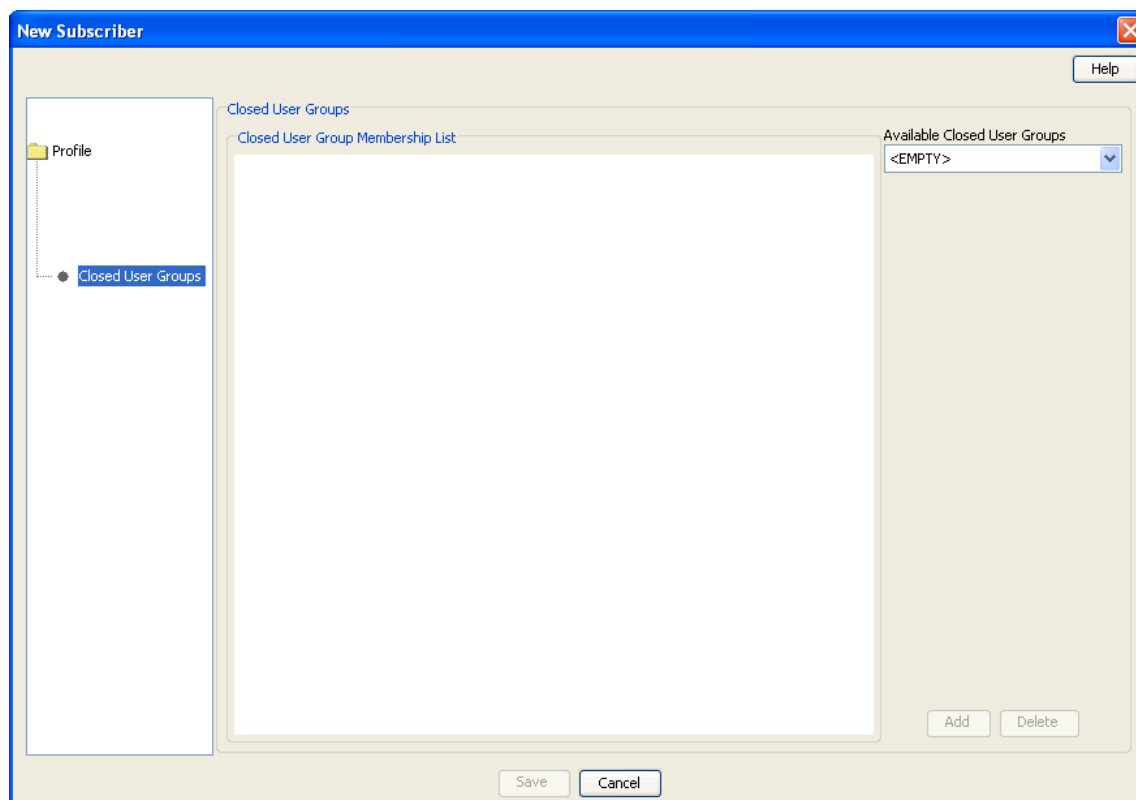 New Subscriber
Help
Closed User Groups
Closed User Group Membership List
Available Closed User Groups
<EMPTY>
Profile
Closed User Groups
Add Delete
Save Cancel